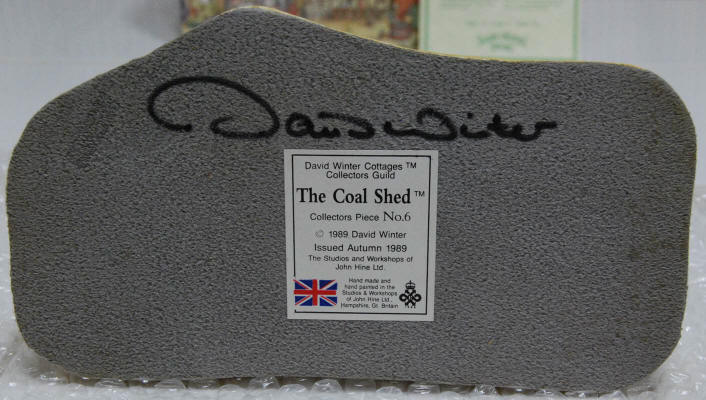 David Winter
David Winter Cottages ™
Collectors Guild
The Coal Shed ™
Collectors Piece No.6
© 1989 David Winter
Issued Autumn 1989
The Studios and Workshops of
John Hine Ltd.
Hand made and
hand painted in the
Studios & Workshops
of John Hine Ltd.,
Hampshire, Gt. Britain